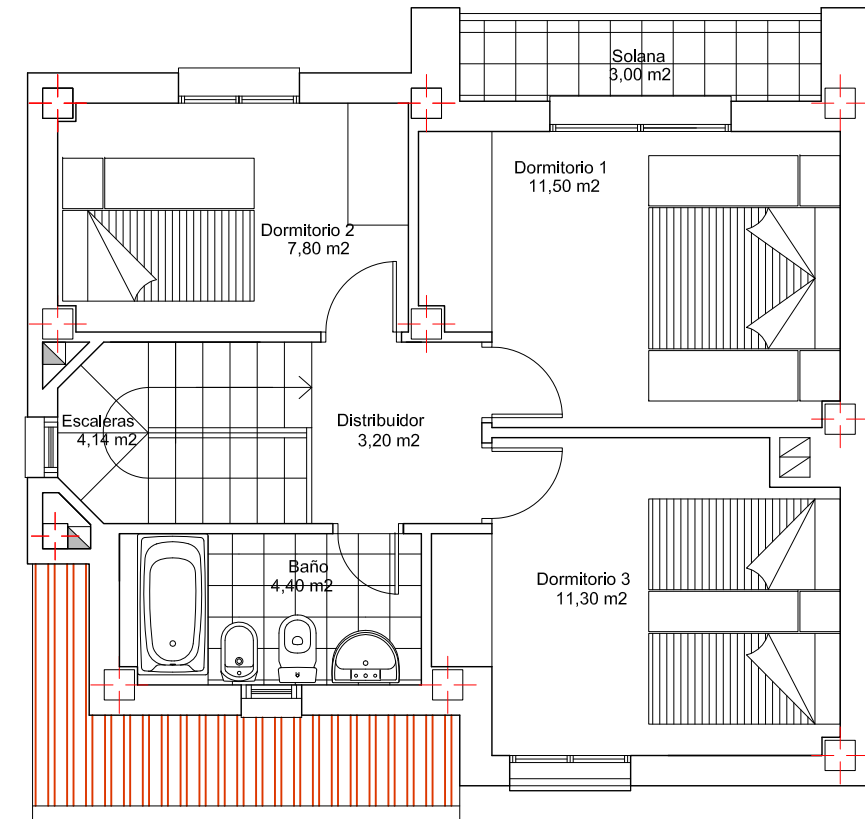 Solana
3,00 m2
Dormitorio 1
11,50 m2
Dormitorio 2
7,80 m2
Escaleras
4,14 m2
Distribuidor
3,20 m2
Baño
4,40 m2
Dormitorio 3
11,30 m2